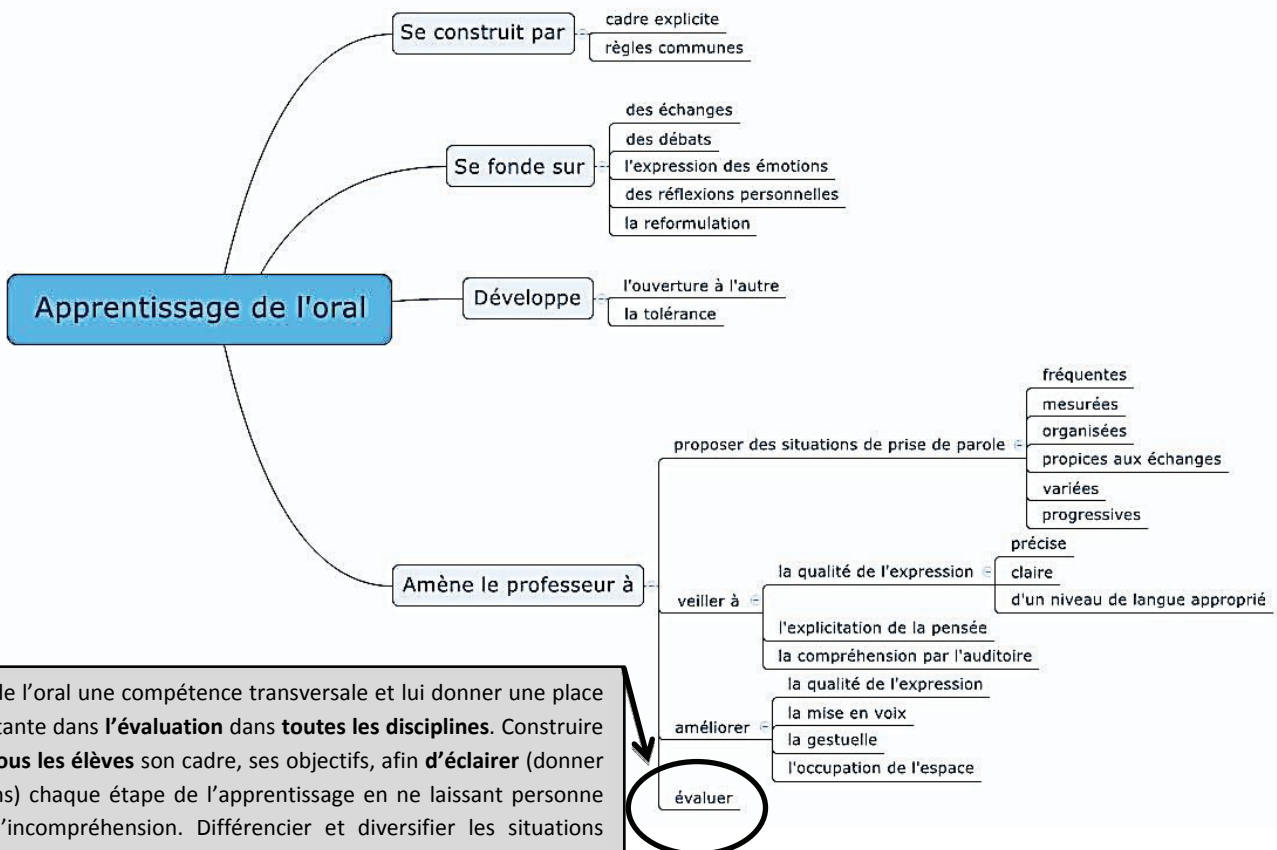 Apprentissage de l'oral
Se construit par
cadre explicite
règles communes
Se fonde sur
des échanges
des débats
l'expression des émotions
des réflexions personnelles
la reformulation
Développe
l'ouverture à l'autre
la tolérance
Amène le professeur à
proposer des situations de prise de parole
fréquentes
mesurées
organisées
propices aux échanges
variées
progressives
veiller à
la qualité de l'expression
précise
claire
d'un niveau de langue approprié
l'explicitation de la pensée
la compréhension par l'auditoire
améliorer
la qualité de l'expression
la mise en voix
la gestuelle
l'occupation de l'espace
évaluer
de l’oral une compétence transversale et lui donner une place
tante dans l’évaluation dans toutes les disciplines. Construire
ous les élèves son cadre, ses objectifs, afin d’éclairer (donner
ns) chaque étape de l’apprentissage en ne laissant personne
l’incompréhension. Différencier et diversifier les situations